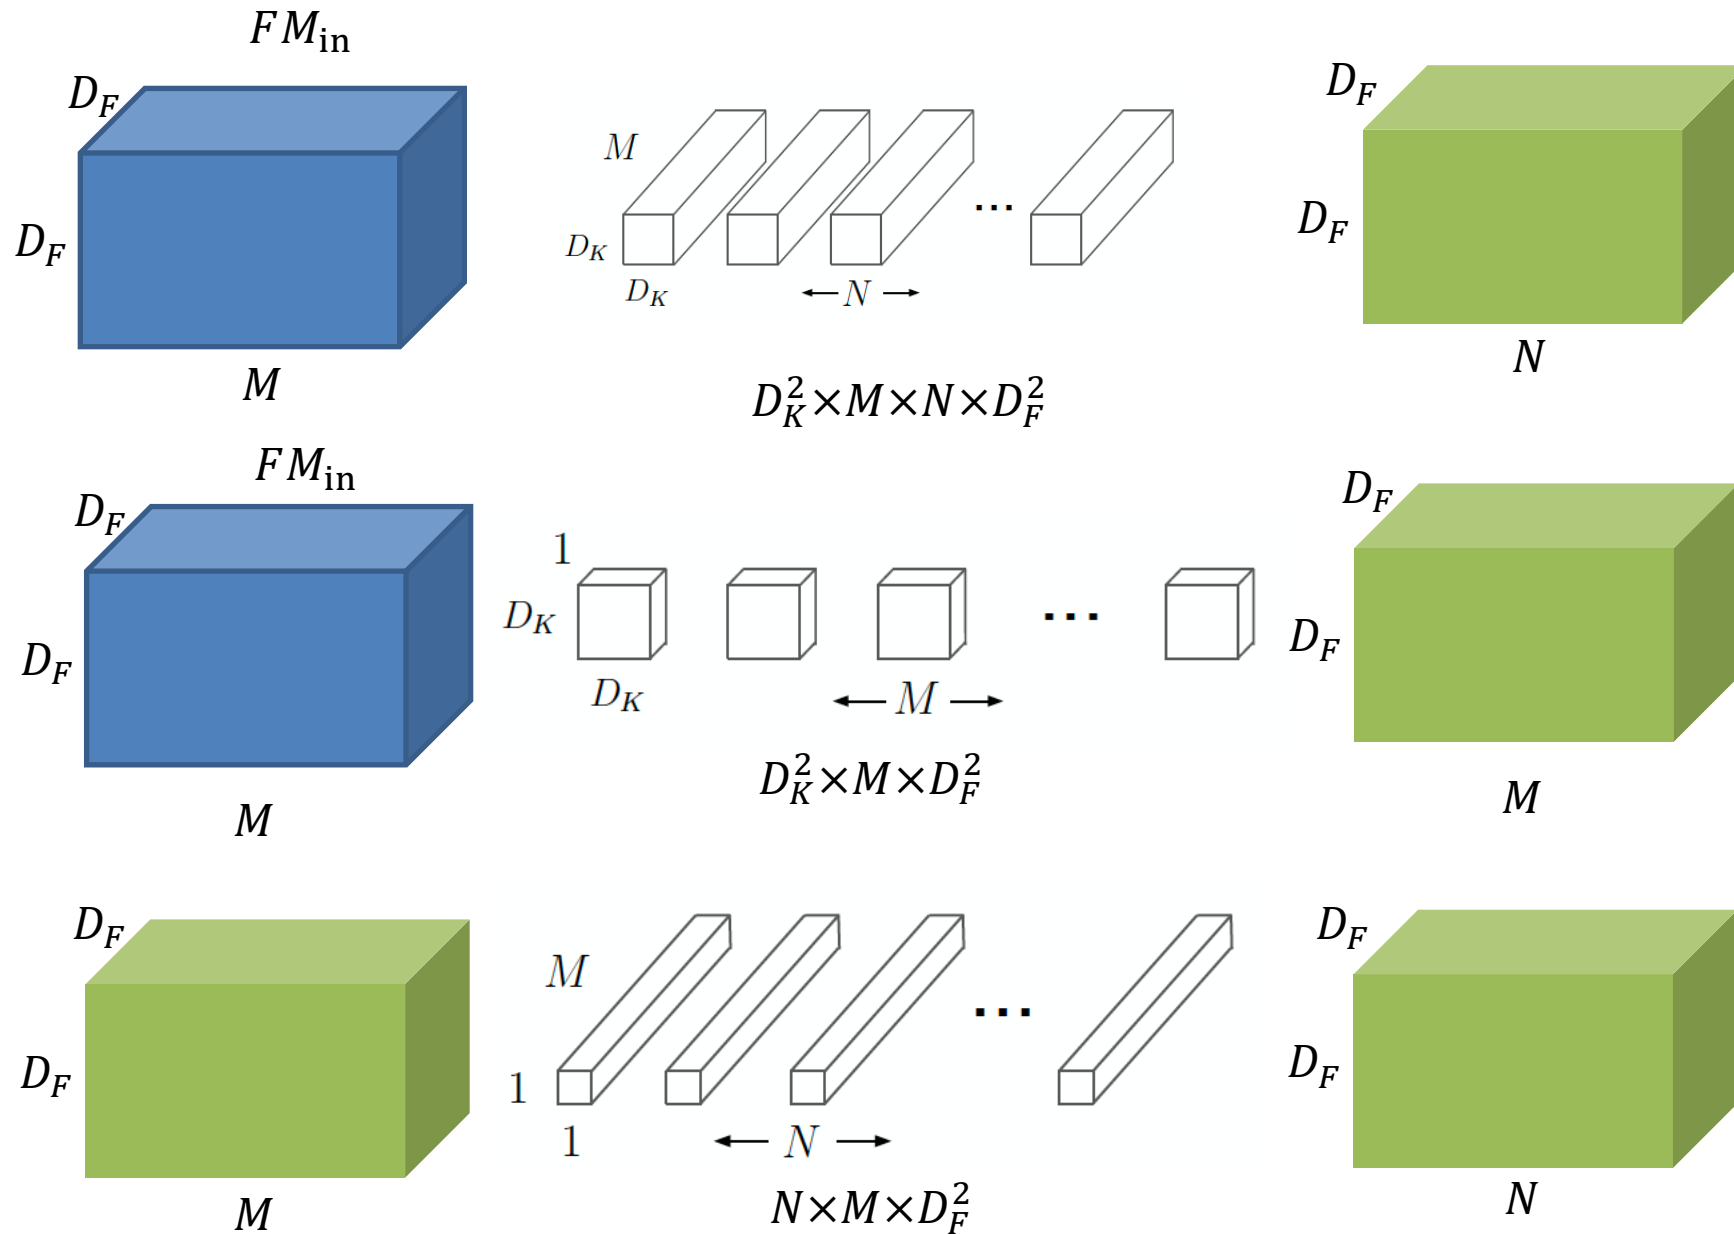 FM_in
D_F
D_F
M
M
D_K
D_K
N
...
D_F
D_F
N
D_K^2×M×N×D_F^2
FM_in
D_F
D_F
M
1
D_K
D_K
M
...
D_F
D_F
M
D_K^2×M×D_F^2
D_F
D_F
M
M
1
1
N
...
D_F
D_F
N
N×M×D_F^2